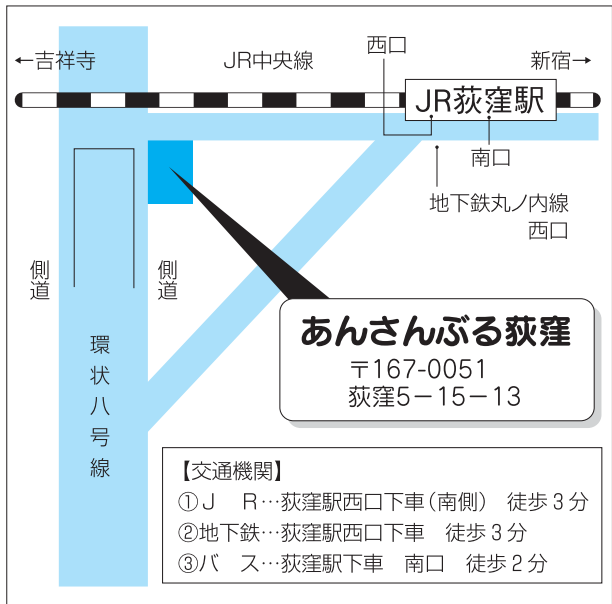 ←吉祥寺
JR中央線
西口
新宿→
JR荻窪駅
南口
地下鉄丸ノ内線
西口
側道
側道
環状八号線
あんさんぶる荻窪
〒167-0051
荻窪5－15－13
【交通機関】
①Ｊ　Ｒ…荻窪駅西口下車(南側)　徒歩３分
②地下鉄…荻窪駅西口下車　徒歩３分
③バ　ス…荻窪駅下車　南口　徒歩２分